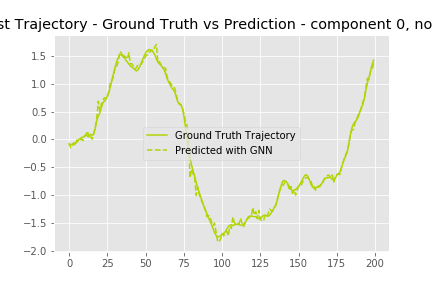 Trajectory - Ground Truth vs Prediction - component 0,
1.5
1.0
0.5
0.0
−0.5
−1.0
−1.5
−2.0
Ground Truth Trajectory
Predicted with GNN
0 25 50 75 100 125 150 175 200